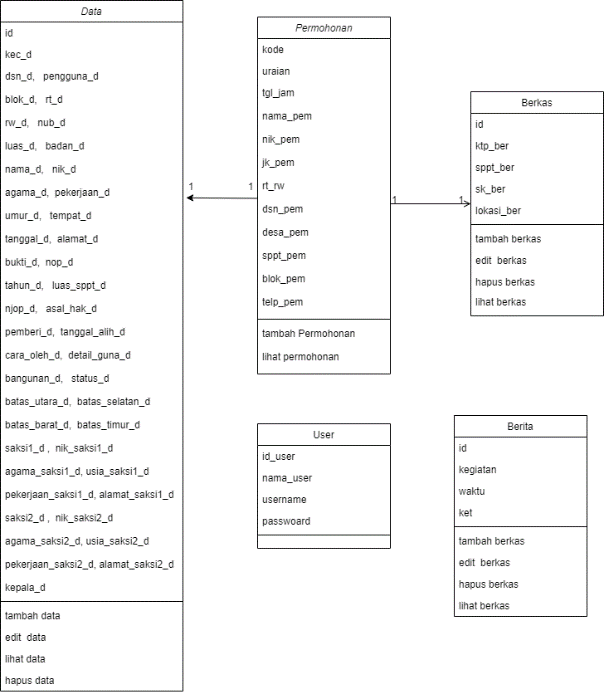 Data
id
kec_d
dsn_d, pengguna_d
blok_d, rt_d
rw_d, nub_d
luas_d, badan_d
nama_d, nik_d
agama_d, pekerjaan_d
umur_d, tempat_d
tanggal_d, alamat_d
bukti_d, nop_d
tahun_d, luas_sppt_d
njop_d, asal_hak_d
pemberi_d, tanggal_alih_d
cara_oleh_d, detail_guna_d
bangunan_d, status_d
batas_utara_d, batas_selatan_d
batas_barat_d, batas_timur_d
saksi1_d , nik_saksi1_d
agama_saksi1_d, usia_saksi1_d
pekerjaan_saksi1_d, alamat_saksi1_d
saksi2_d , nik_saksi2_d
agama_saksi2_d, usia_saksi2_d
pekerjaan_saksi2_d, alamat_saksi2_d
kepala_d
tambah data
edit data
lihat data
hapus data
1
1
Permohonan
kode
uraian
tgl_jam
nama_pem
nik_pem
jk_pem
rt_rw
dsn_pem
desa_pem
sppt_pem
blok_pem
telp_pem
tambah Permohonan
lihat permohonan
1
1
Berkas
id
ktp_ber
sppt_ber
sk_ber
lokasi_ber
tambah berkas
edit berkas
hapus berkas
lihat berkas
User
id_user
nama_user
username
passwoard
Berita
id
kegiatan
waktu
ket
tambah berkas
edit berkas
hapus berkas
lihat berkas